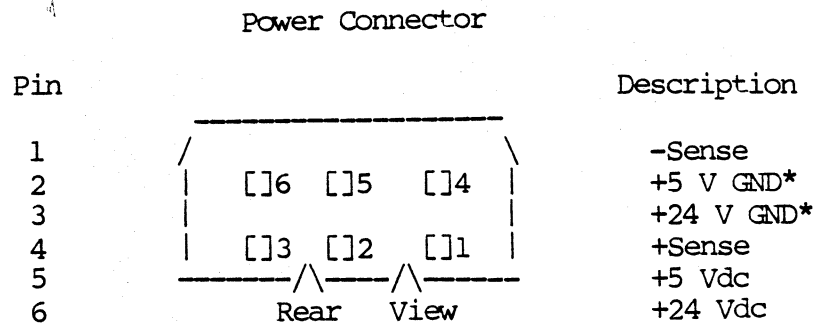 Power Connector
Pin Description
1 -Sense
2 []6 []5 []4 +5 V GND*
3 +24 V GND*
4 []3 []2 []1 +Sense
5 +5 Vdc
6 Rear View +24 Vdc